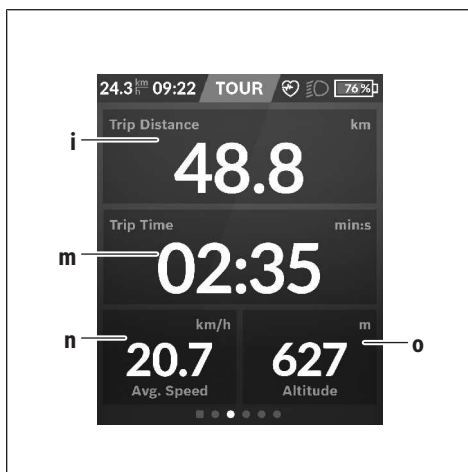 24.3 km/h 09:22 TOUR 76 %
Trip Distance km
i
48.8
Trip Time min:s
m
02:35
km/h m
n
20.7 627 o
Avg. Speed Altitude